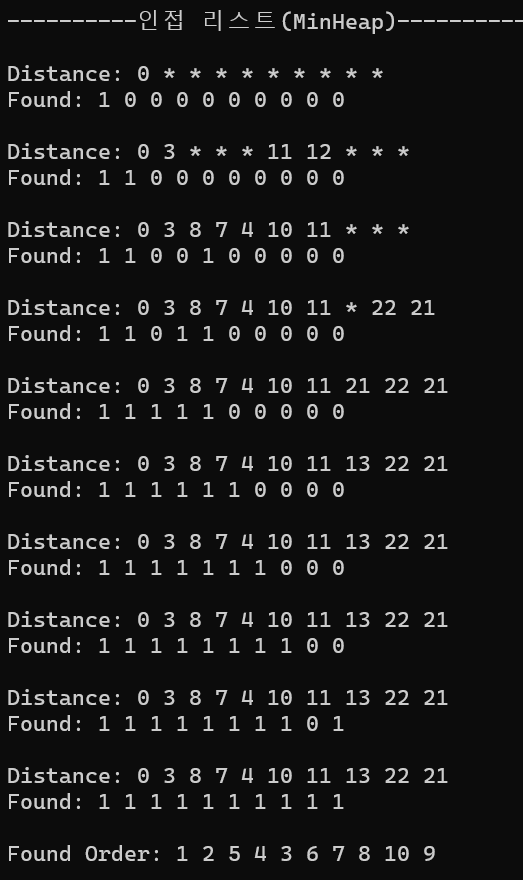 ----------인접 리스트(MinHeap)----------
Distance: 0 * * * * * * * * *
Found: 1 0 0 0 0 0 0 0 0 0
Distance: 0 3 * * * 11 12 * * *
Found: 1 1 0 0 0 0 0 0 0 0
Distance: 0 3 8 7 4 10 11 * * *
Found: 1 1 0 0 1 0 0 0 0 0
Distance: 0 3 8 7 4 10 11 * 22 21
Found: 1 1 0 1 1 0 0 0 0 0
Distance: 0 3 8 7 4 10 11 21 22 21
Found: 1 1 1 1 1 0 0 0 0 0
Distance: 0 3 8 7 4 10 11 13 22 21
Found: 1 1 1 1 1 1 0 0 0 0
Distance: 0 3 8 7 4 10 11 13 22 21
Found: 1 1 1 1 1 1 1 0 0 0
Distance: 0 3 8 7 4 10 11 13 22 21
Found: 1 1 1 1 1 1 1 1 0 0
Distance: 0 3 8 7 4 10 11 13 22 21
Found: 1 1 1 1 1 1 1 1 0 1
Distance: 0 3 8 7 4 10 11 13 22 21
Found: 1 1 1 1 1 1 1 1 1 1
Found Order: 1 2 5 4 3 6 7 8 10 9